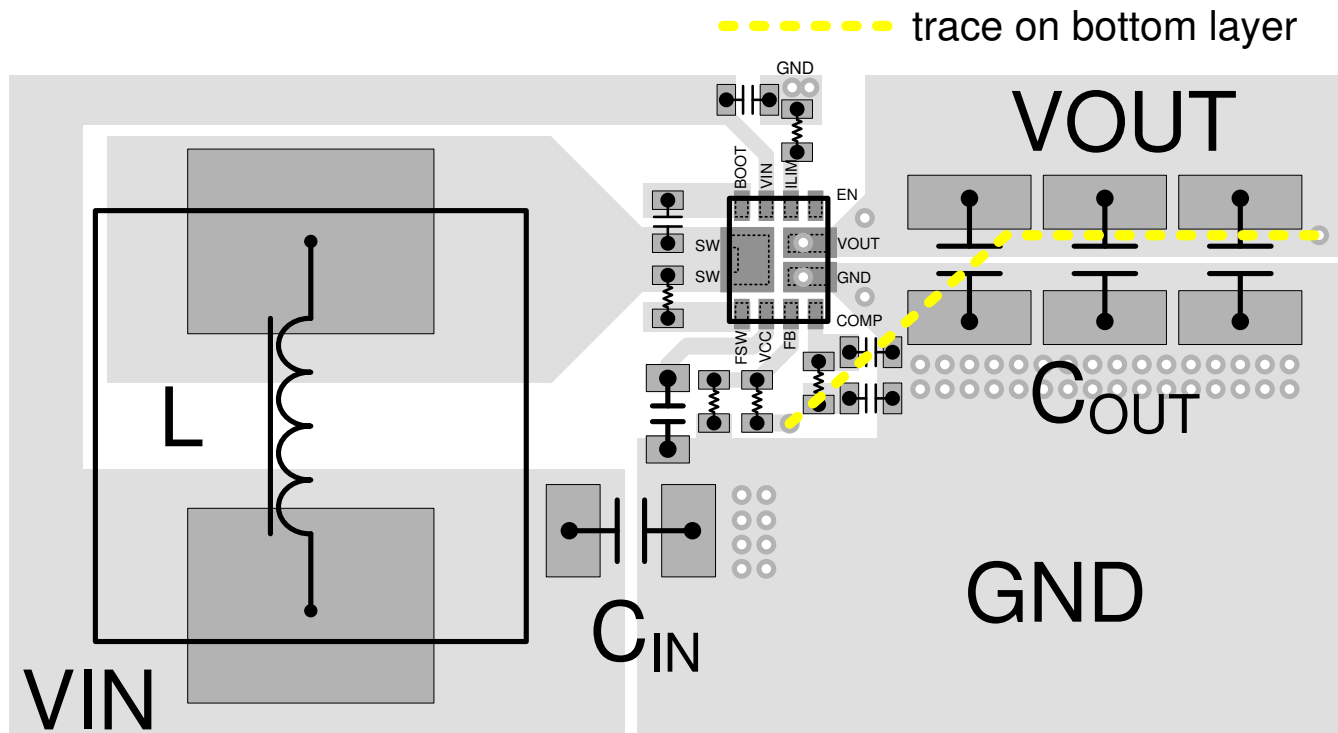 trace on bottom layer
GND
VOUT
BOOT
VIN
ILIM
EN
SW
VOUT
SW
GND
FSW
VCC
FB
COMP
L
COUT
CIN
GND
VIN